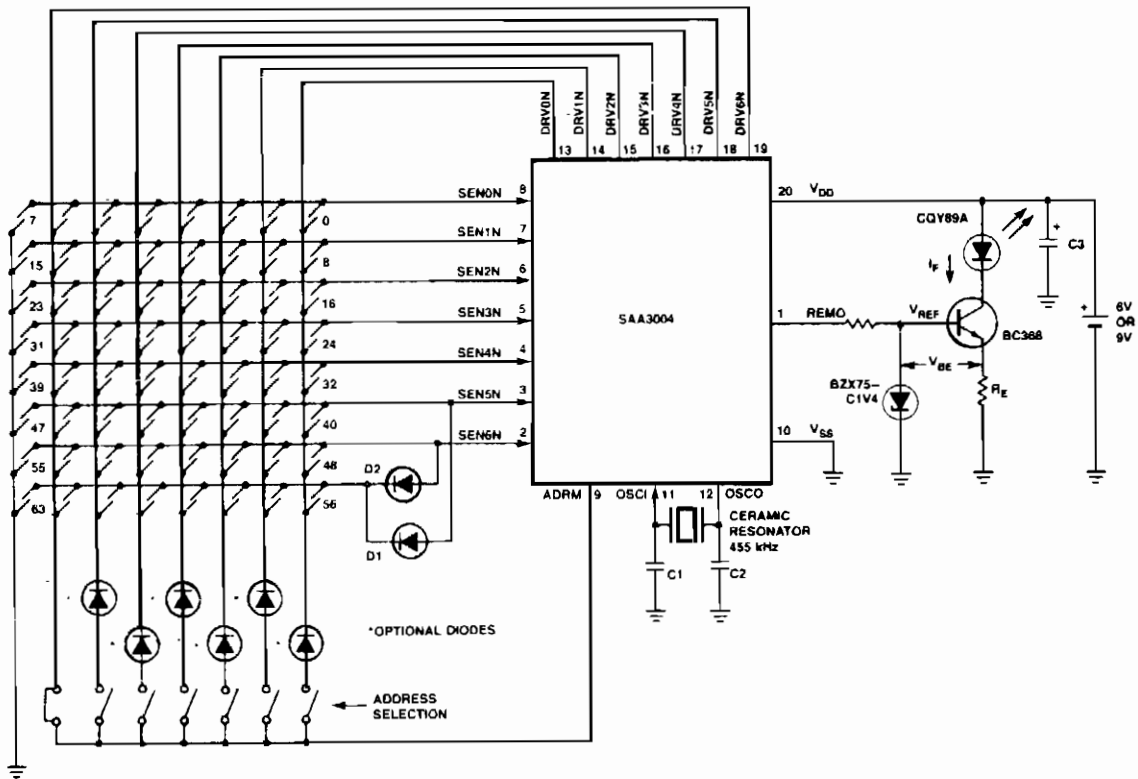 DRV0N
DRV1N
DRV2N
DRV3N
DRV4N
DRV5N
DRV6N
13 14 15 16 17 18 19
SEN0N 8
SEN1N 7
SEN2N 6
SEN3N 5
SEN4N 4
SEN5N 3
SEN6N 2
7 0
15 8
23 16
31 24
39 32
47 40
55 48
63 56
SAA3004
20 VDD
CQY89A
IF
C3
+
+
6V
OR
9V
1 REMO
VREF
BC368
VBE
BZX75-
C1V4
RE
10 VSS
D2
D1
ADRM 9 OSCI 11 12 OSCO
CERAMIC
RESONATOR
455 kHz
C1 C2
*OPTIONAL DIODES
ADDRESS
SELECTION